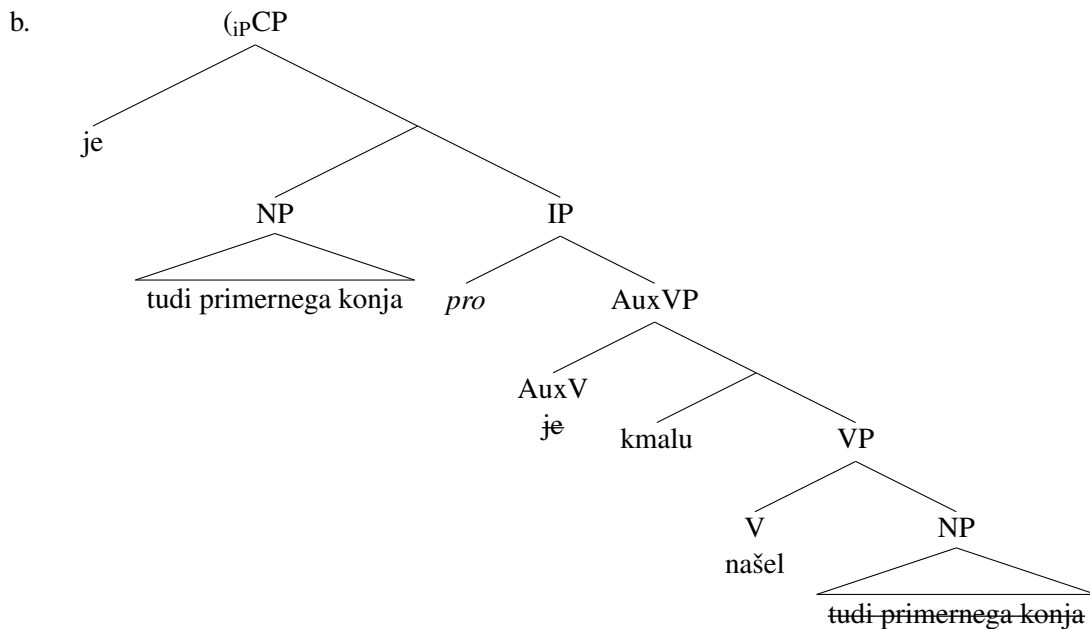 b. (iPCP
je
NP IP
tudi primernega konja pro AuxVP
AuxV
je kmalu VP
V NP
našel
tudi primernega konja